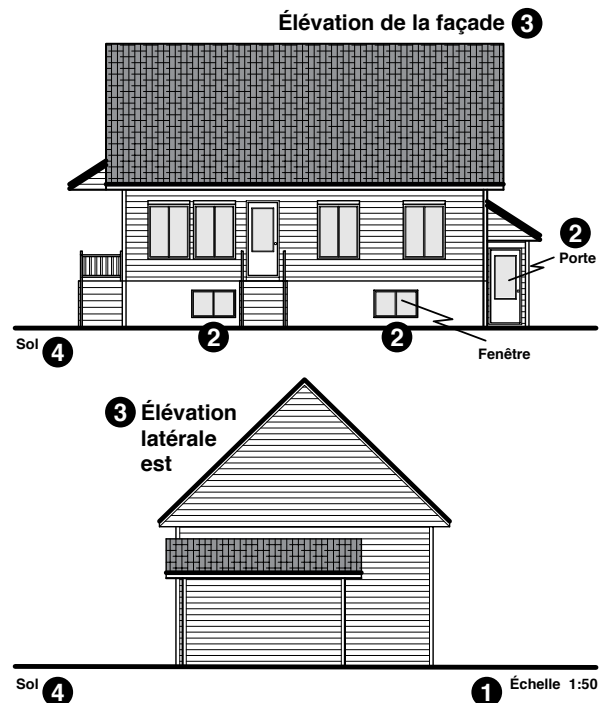 Élévation de la façade 3
2
Porte
Sol 4
2
2
Fenêtre
3 Élévation
latérale
est
Sol 4
1 Échelle 1:50